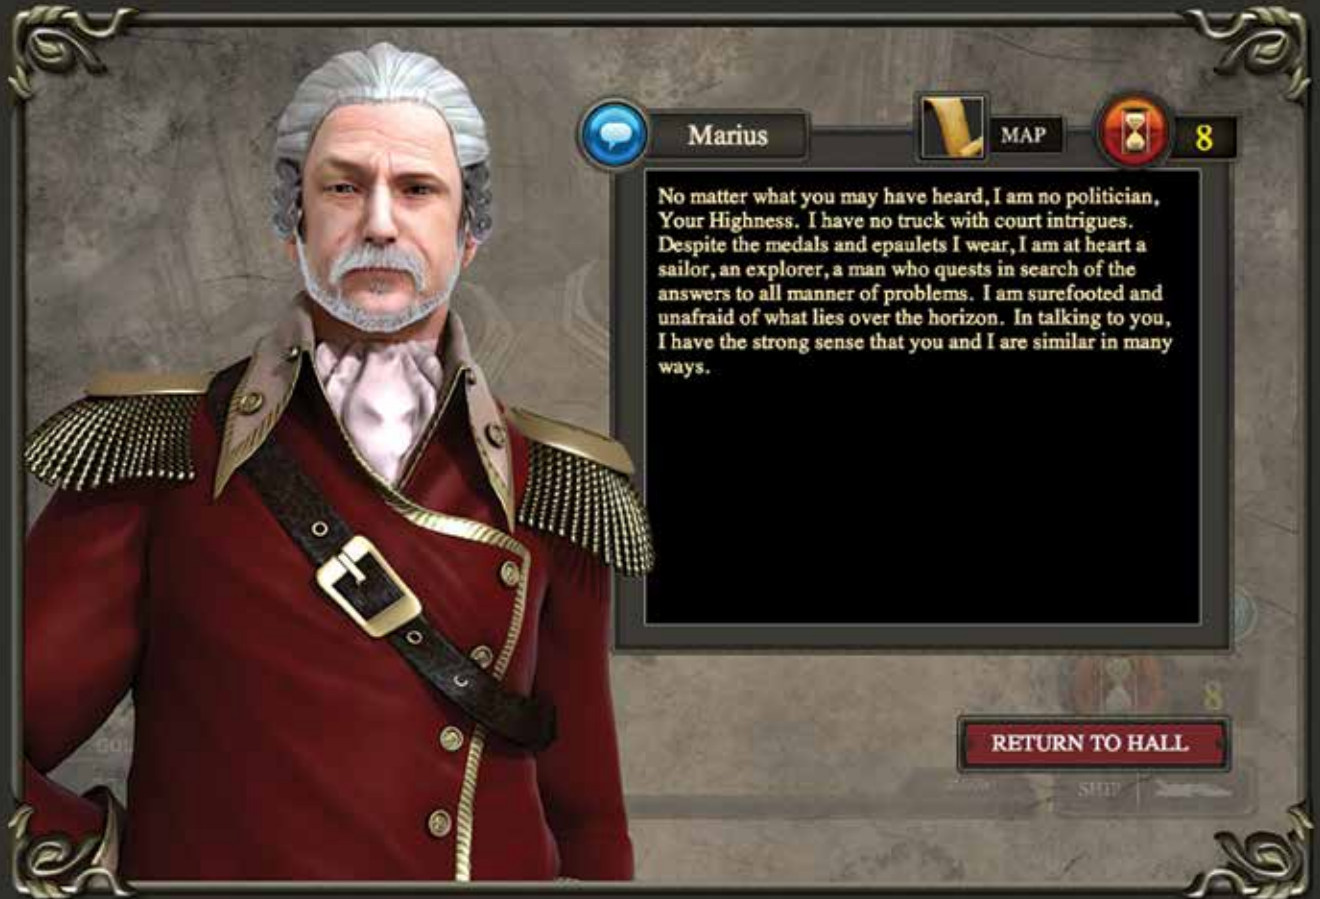 Marius
MAP
8
No matter what you may have heard, I am no politician,
Your Highness. I have no truck with court intrigues.
Despite the medals and epaulets I wear, I am at heart a
sailor, an explorer, a man who quests in search of the
answers to all manner of problems. I am surefooted and
unafraid of what lies over the horizon. In talking to you,
I have the strong sense that you and I are similar in many
ways.
8
RETURN TO HALL
SHIP